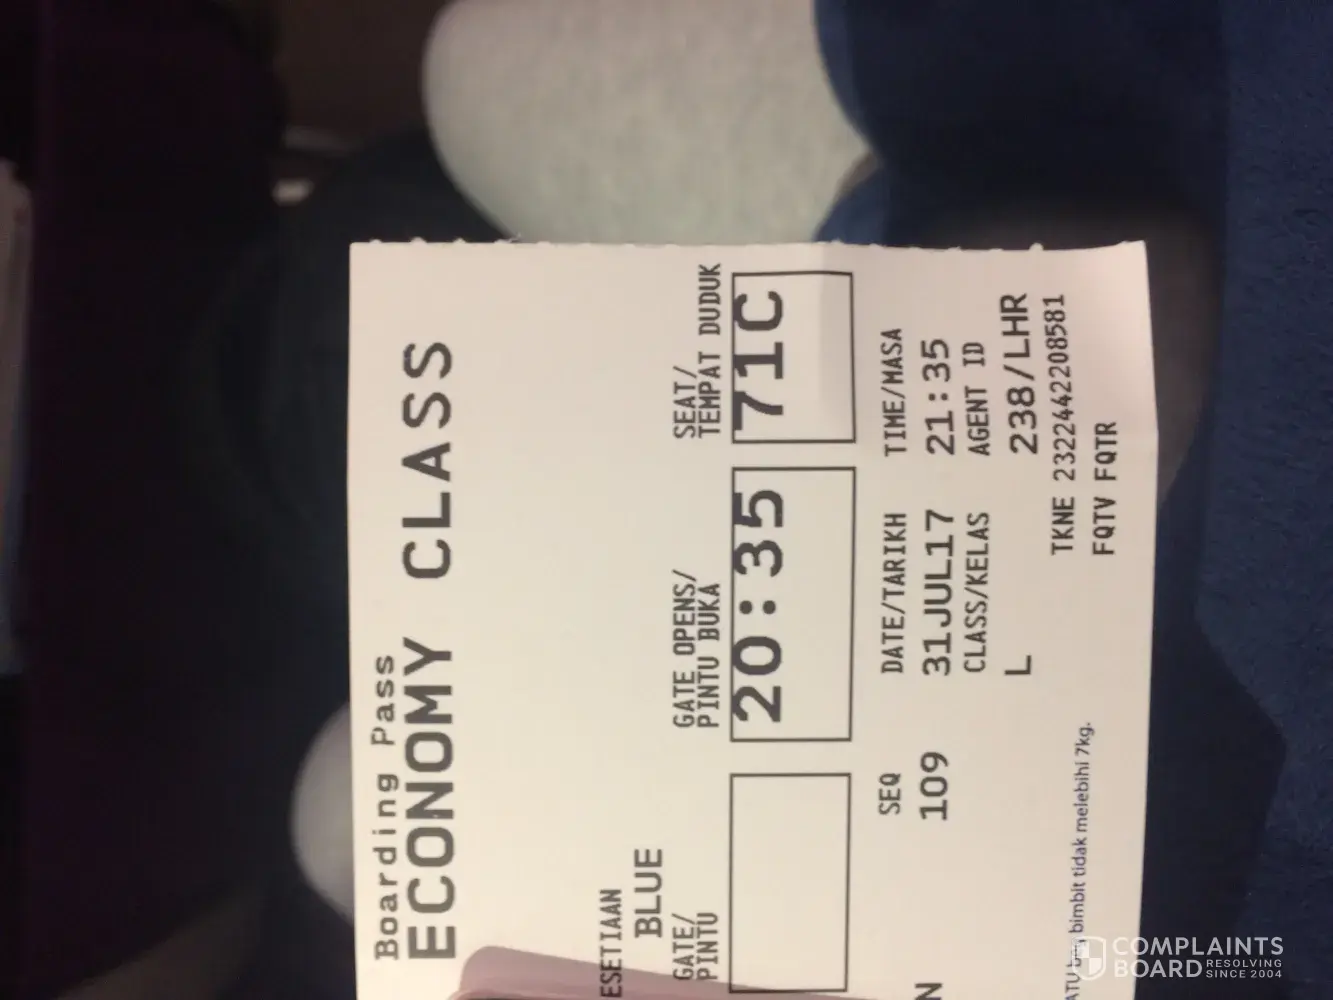 Boarding Pass
ECONOMY CLASS
ESETIAAN
BLUE
GATE/
PINTU
GATE OPENS/
PINTU BUKA
20:35
SEAT/
TEMPAT DUDUK
71C
SEQ
109
DATE/TARIKH
31JUL17
TIME/MASA
21:35
CLASS/KELAS
L
AGENT ID
238/LHR
TKNE 2322442208581
FQTV FQTR
N
ATU bimbit tidak melebihi 7kg.
COMPLAINTS
BOARD RESOLVING
SINCE 2004